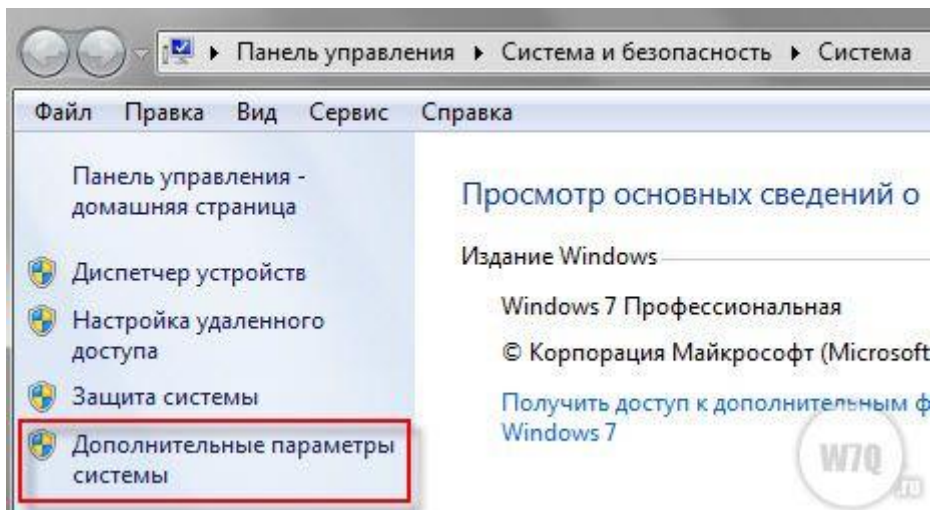 Панель управления ▸ Система и безопасность ▸ Система
Файл Правка Вид Сервис Справка
Панель управления -
домашняя страница
Диспетчер устройств
Настройка удаленного
доступа
Защита системы
Дополнительные параметры
системы
Просмотр основных сведений о
Издание Windows
Windows 7 Профессиональная
© Корпорация Майкрософт (Microsoft
Получить доступ к дополнительным ф
Windows 7
W7Q
.ru